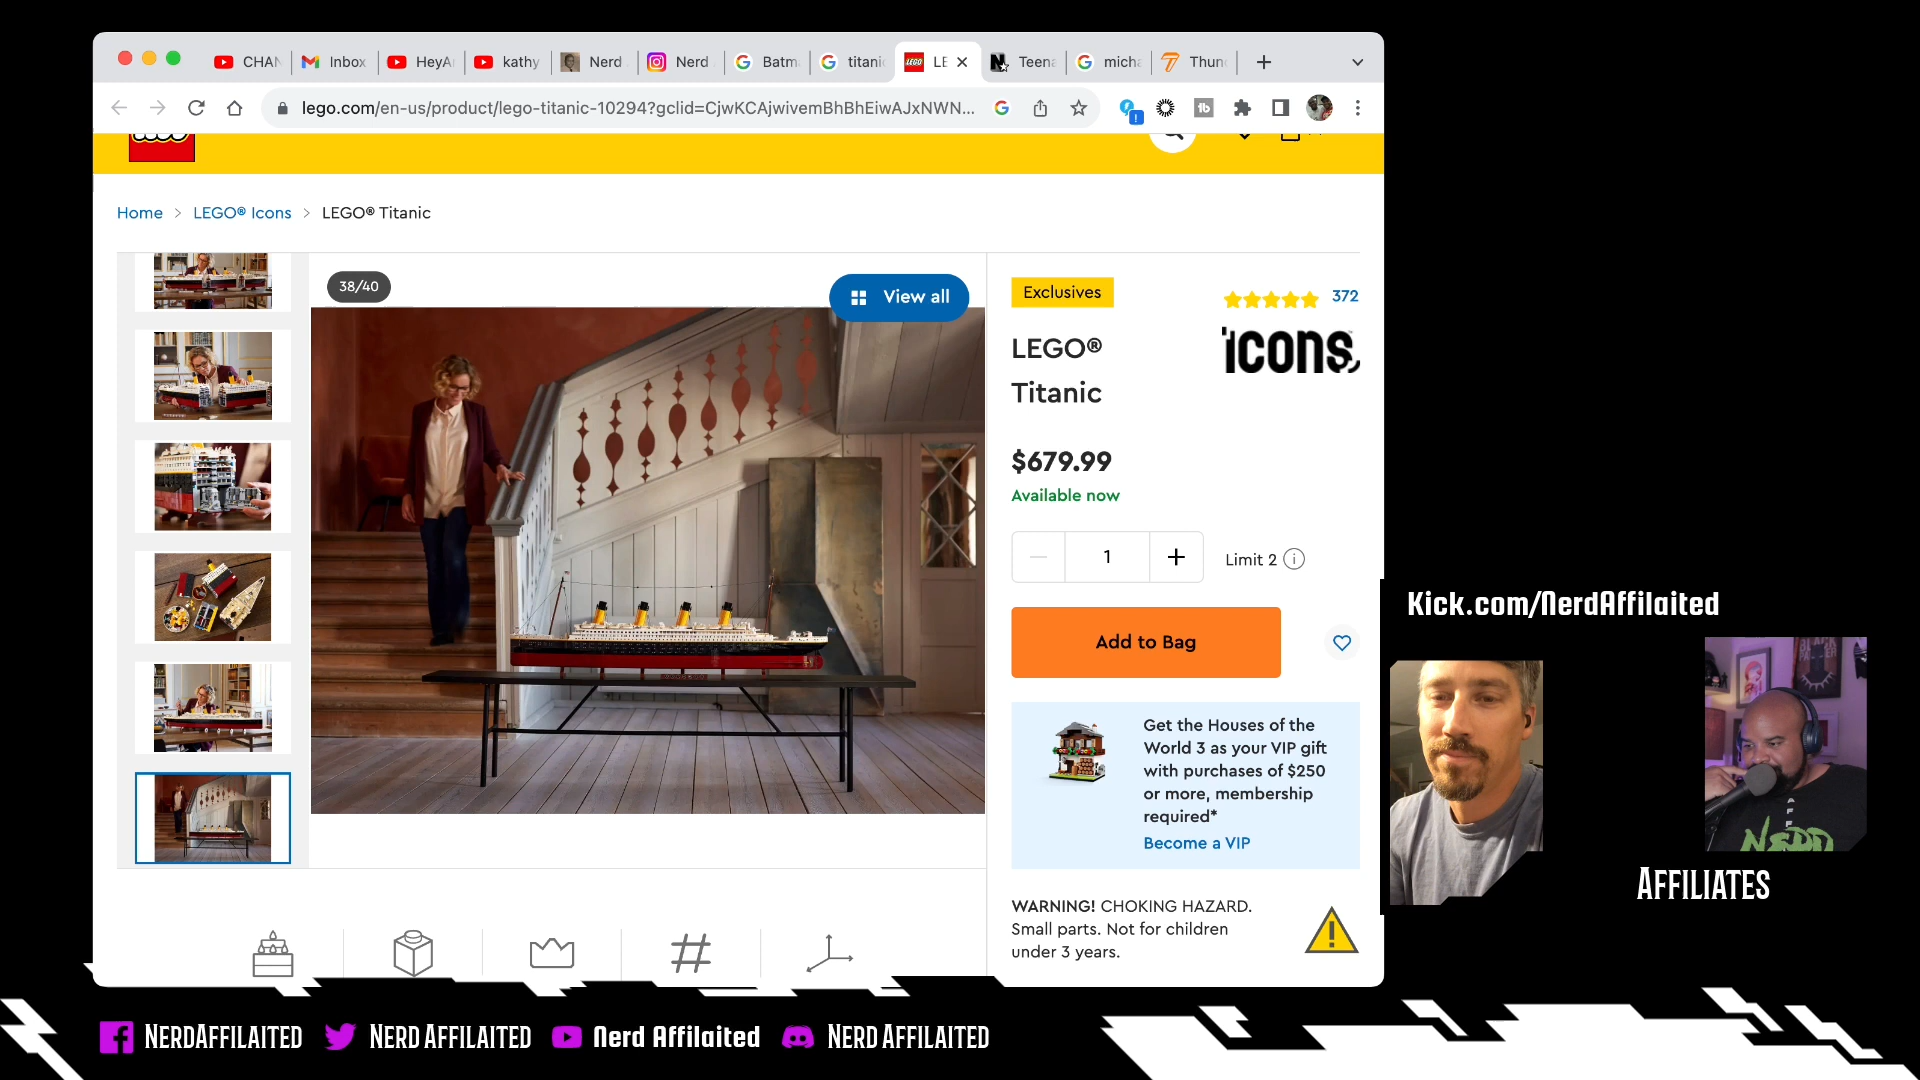 CHAN
Inbox
HeyA
kathy
Nerd
Nerd
Batm
titani
LEGO
LE
Teena
micha
Thun
lego.com/en-us/product/lego-titanic-10294?gclid=CjwKCAjwivemBhBhEiwAJxNWN...
Home > LEGO® Icons > LEGO® Titanic
38/40
View all
Exclusives
372
LEGO®
Titanic
icons
$679.99
Available now
1
Limit 2
Add to Bag
Get the Houses of the
World 3 as your VIP gift
with purchases of $250
or more, membership
required*
Become a VIP
WARNING! CHOKING HAZARD.
Small parts. Not for children
under 3 years.
Kick.com/NerdAffilaited
NERD
AFFILIATES
NERDAFFILAITED
NERD AFFILAITED
Nerd Affilaited
NERD AFFILAITED